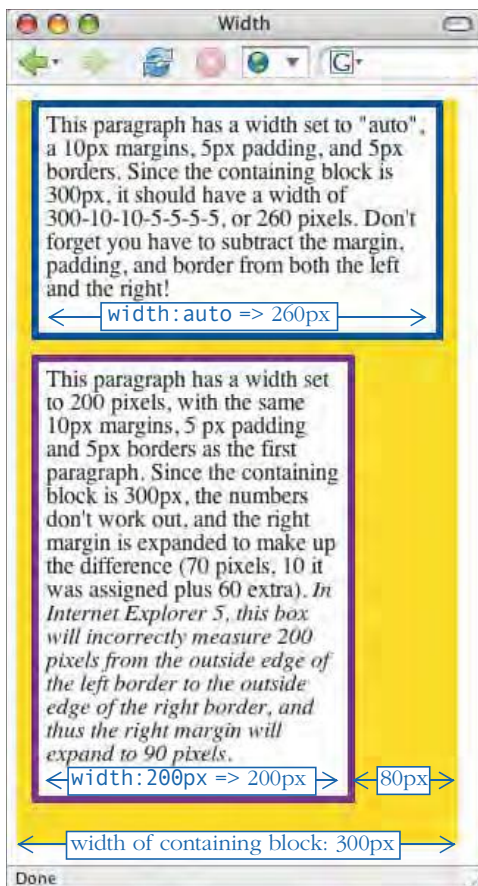 Width
G
This paragraph has a width set to "auto",
a 10px margins, 5px padding, and 5px
borders. Since the containing block is
300px, it should have a width of
300-10-10-5-5-5-5, or 260 pixels. Don't
forget you have to subtract the margin,
padding, and border from both the left
and the right!
width:auto => 260px
This paragraph has a width set
to 200 pixels, with the same
10px margins, 5 px padding
and 5px borders as the first
paragraph. Since the containing
block is 300px, the numbers
don't work out, and the right
margin is expanded to make up
the difference (70 pixels, 10 it
was assigned plus 60 extra). In
Internet Explorer 5, this box
will incorrectly measure 200
pixels from the outside edge of
the left border to the outside
edge of the right border, and
thus the right margin will
expand to 90 pixels.
width:200px => 200px
80px
width of containing block: 300px
Done